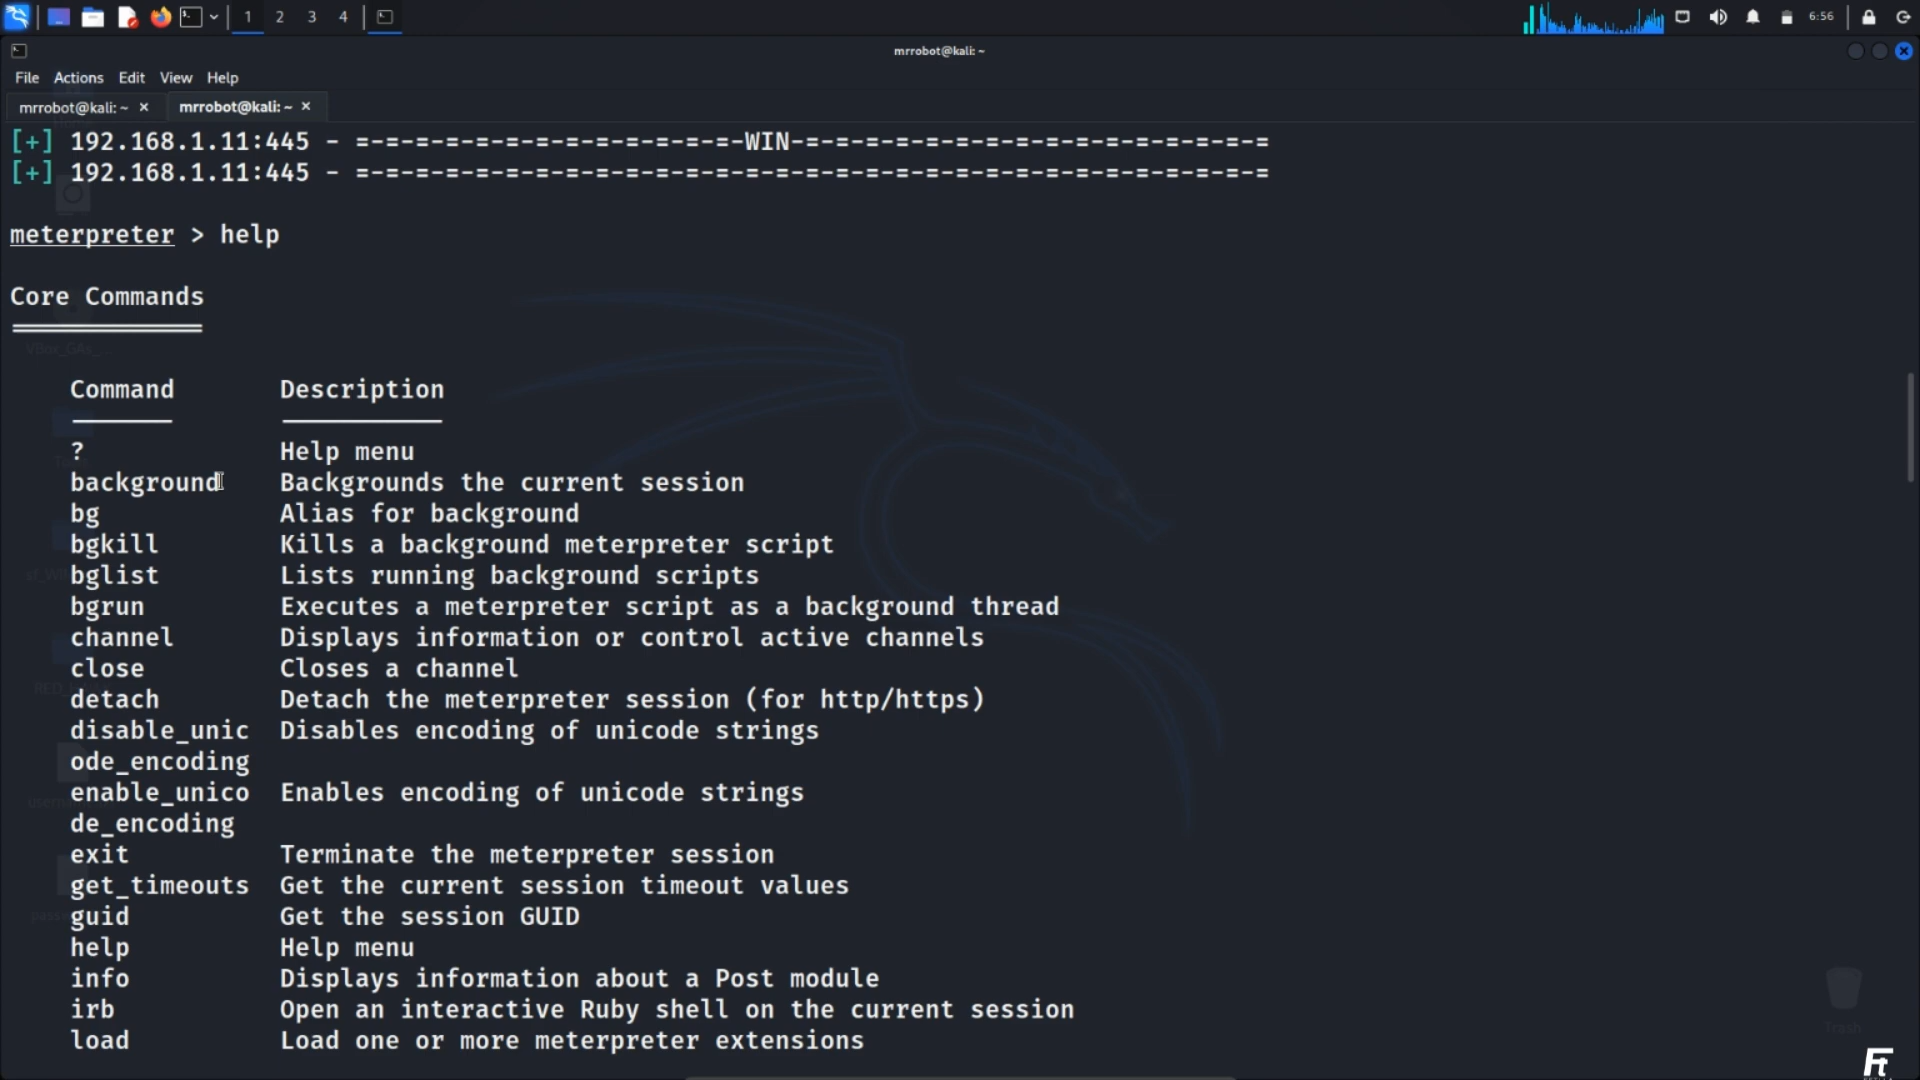 1 2 3 4
6:56
mrrobot@kali: ~
File Actions Edit View Help
mrrobot@kali: ~ × mrrobot@kali: ~ ×
[+] 192.168.1.11:445 - =-=-=-=-=-=-=-=-=-=-=-=-=-WIN-=-=-=-=-=-=-=-=-=-=-=-=-=-=-=-=
[+] 192.168.1.11:445 - =-=-=-=-=-=-=-=-=-=-=-=-=-=-=-=-=-=-=-=-=-=-=-=-=-=-=-=-=-=-=
meterpreter > help
Core Commands
=============
Command Description
? Help menu
background Backgrounds the current session
bg Alias for background
bgkill Kills a background meterpreter script
bglist Lists running background scripts
bgrun Executes a meterpreter script as a background thread
channel Displays information or control active channels
close Closes a channel
detach Detach the meterpreter session (for http/https)
disable_unic Disables encoding of unicode strings
ode_encoding
enable_unico Enables encoding of unicode strings
de_encoding
exit Terminate the meterpreter session
get_timeouts Get the current session timeout values
guid Get the session GUID
help Help menu
info Displays information about a Post module
irb Open an interactive Ruby shell on the current session
load Load one or more meterpreter extensions
Trash
Ft